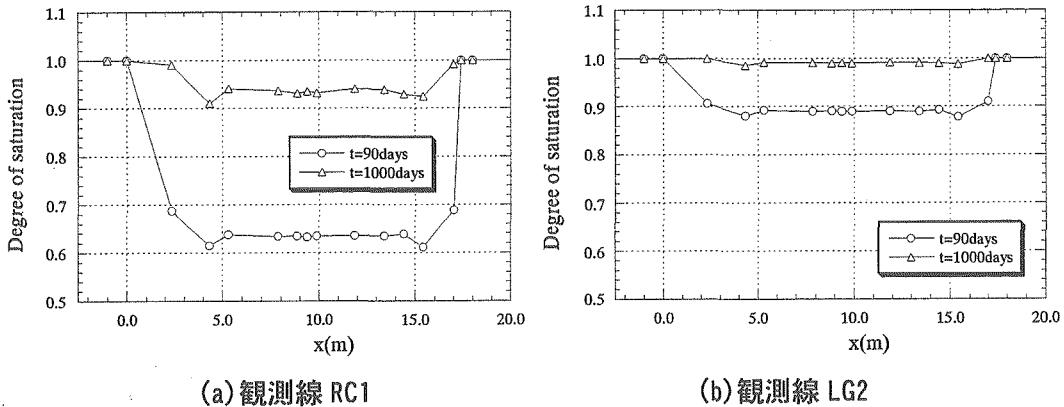 1.1
1.0
0.9
0.8
0.7
0.6
0.5
Degree of saturation
t=90days
t=1000days
0.0 5.0 10.0 15.0 20.0
x(m)
(a)観測線 RC1
1.1
1.0
0.9
0.8
0.7
0.6
0.5
Degree of saturation
t=90days
t=1000days
0.0 5.0 10.0 15.0 20.0
x(m)
(b)観測線 LG2